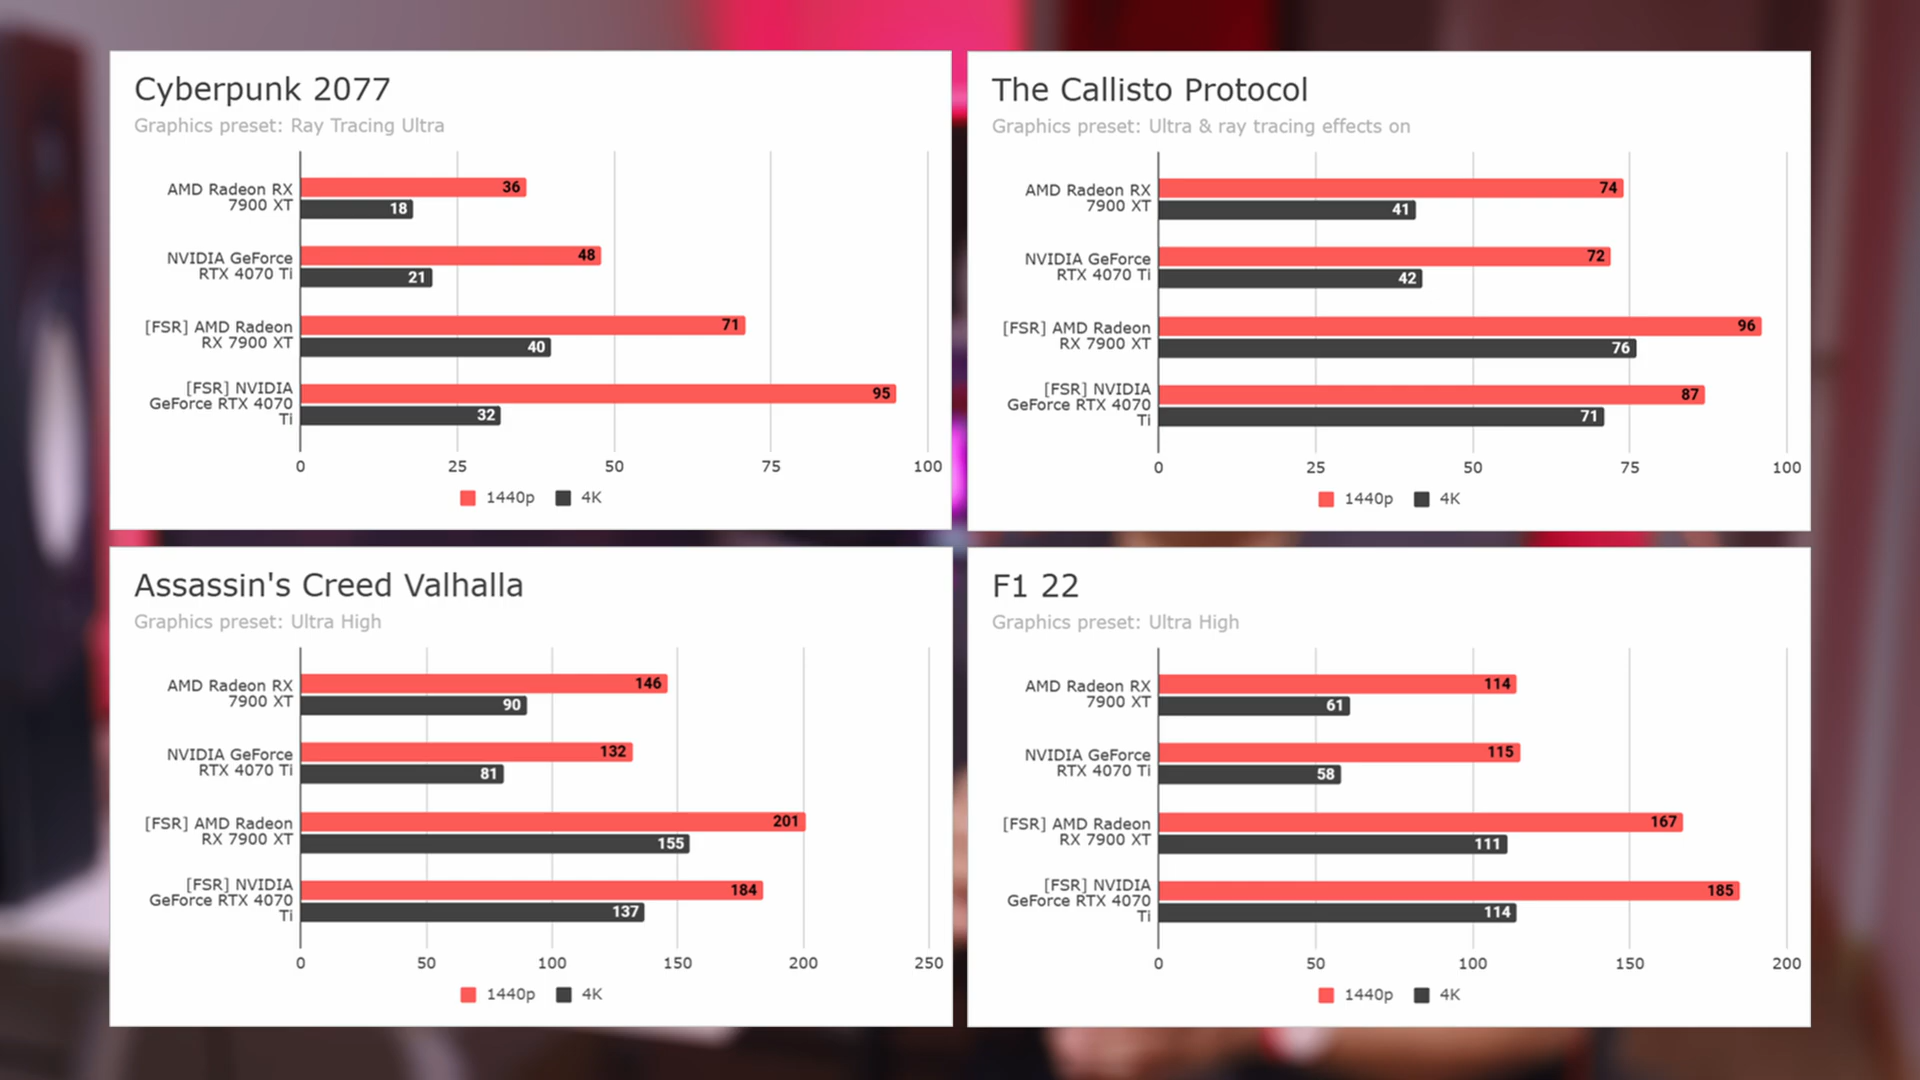 Cyberpunk 2077
Graphics preset: Ray Tracing Ultra
AMD Radeon RX
7900 XT
36
18
NVIDIA GeForce
RTX 4070 Ti
48
21
[FSR] AMD Radeon
RX 7900 XT
71
40
[FSR] NVIDIA
GeForce RTX 4070
Ti
95
32
0 25 50 75 100
1440p 4K
The Callisto Protocol
Graphics preset: Ultra & ray tracing effects on
AMD Radeon RX
7900 XT
74
41
NVIDIA GeForce
RTX 4070 Ti
72
42
[FSR] AMD Radeon
RX 7900 XT
96
76
[FSR] NVIDIA
GeForce RTX 4070
Ti
87
71
0 25 50 75 100
1440p 4K
Assassin's Creed Valhalla
Graphics preset: Ultra High
AMD Radeon RX
7900 XT
146
90
NVIDIA GeForce
RTX 4070 Ti
132
81
[FSR] AMD Radeon
RX 7900 XT
201
155
[FSR] NVIDIA
GeForce RTX 4070
Ti
184
137
0 50 100 150 200 250
1440p 4K
F1 22
Graphics preset: Ultra High
AMD Radeon RX
7900 XT
114
61
NVIDIA GeForce
RTX 4070 Ti
115
58
[FSR] AMD Radeon
RX 7900 XT
167
111
[FSR] NVIDIA
GeForce RTX 4070
Ti
185
114
0 50 100 150 200
1440p 4K